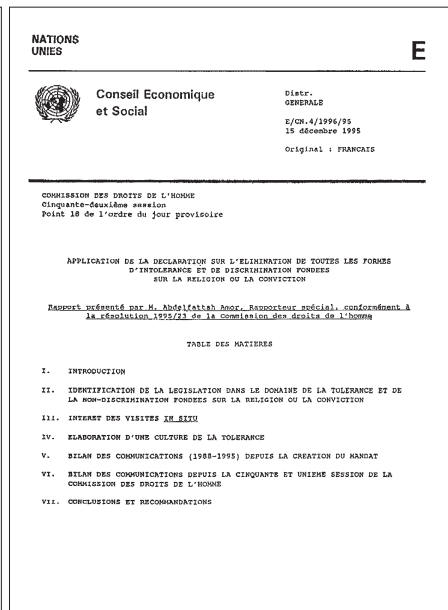 NATIONS
UNIES
E
Conseil Economique
et Social
Distr.
GENERALE
E/CN.4/1996/95
15 décembre 1995
Original : FRANCAIS
COMMISSION DES DROITS DE L'HOMME
Cinquante-deuxième session
Point 18 de l'ordre du jour provisoire
APPLICATION DE LA DECLARATION SUR L'ELIMINATION DE TOUTES LES FORMES
D'INTOLERANCE ET DE DISCRIMINATION FONDEES
SUR LA RELIGION OU LA CONVICTION
Rapport présenté par M. Abdelfattah Amor, Rapporteur spécial, conformément à
la résolution 1995/23 de la Commission des droits de l'homme
TABLE DES MATIERES
I. INTRODUCTION
II. IDENTIFICATION DE LA LEGISLATION DANS LE DOMAINE DE LA TOLERANCE ET DE
LA NON-DISCRIMINATION FONDEES SUR LA RELIGION OU LA CONVICTION
III. INTERET DES VISITES IN SITU
IV. ELABORATION D'UNE CULTURE DE LA TOLERANCE
V. BILAN DES COMMUNICATIONS (1988-1995) DEPUIS LA CREATION DU MANDAT
VI. BILAN DES COMMUNICATIONS DEPUIS LA CINQUANTE ET UNIEME SESSION DE LA
COMMISSION DES DROITS DE L'HOMME
VII. CONCLUSIONS ET RECOMMANDATIONS